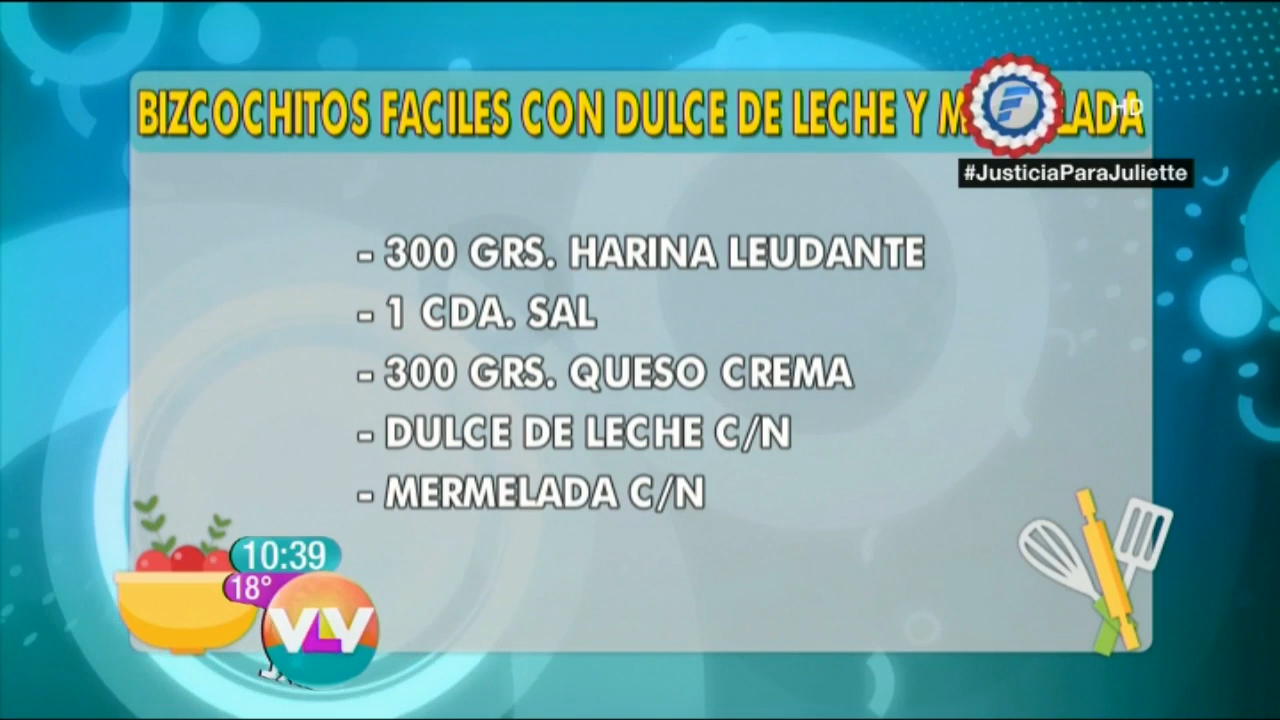 BIZCOCHITOS FACILES CON DULCE DE LECHE Y
HD
#JusticiaParaJuliette
- 300 GRS. HARINA LEUDANTE
- 1 CDA. SAL
- 300 GRS. QUESO CREMA
- DULCE DE LECHE C/N
- MERMELADA C/N
10:39
18°
VLV